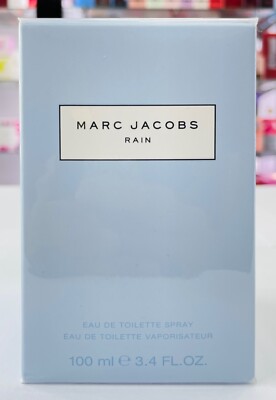 MARC JACOBS
RAIN
EAU DE TOILETTE SPRAY
EAU DE TOILETTE VAPORISATEUR
100 ml ℮ 3.4 FL.OZ.